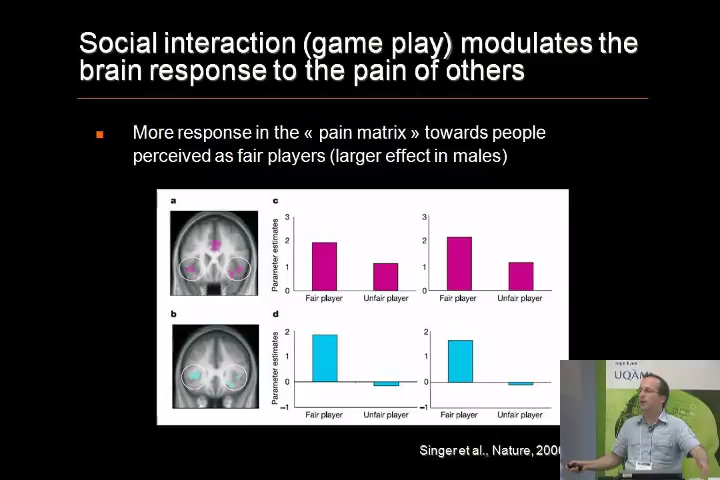 Social interaction (game play) modulates the
brain response to the pain of others
More response in the « pain matrix » towards people
perceived as fair players (larger effect in males)
a
c
3
2
1
0
Parameter estimates
Fair player
Unfair player
3
2
1
0
Fair player
Unfair player
b
d
2
1
0
–1
Parameter estimates
Fair player
Unfair player
2
1
0
–1
Fair player
Unfair player
Singer et al., Nature,
UQÀM